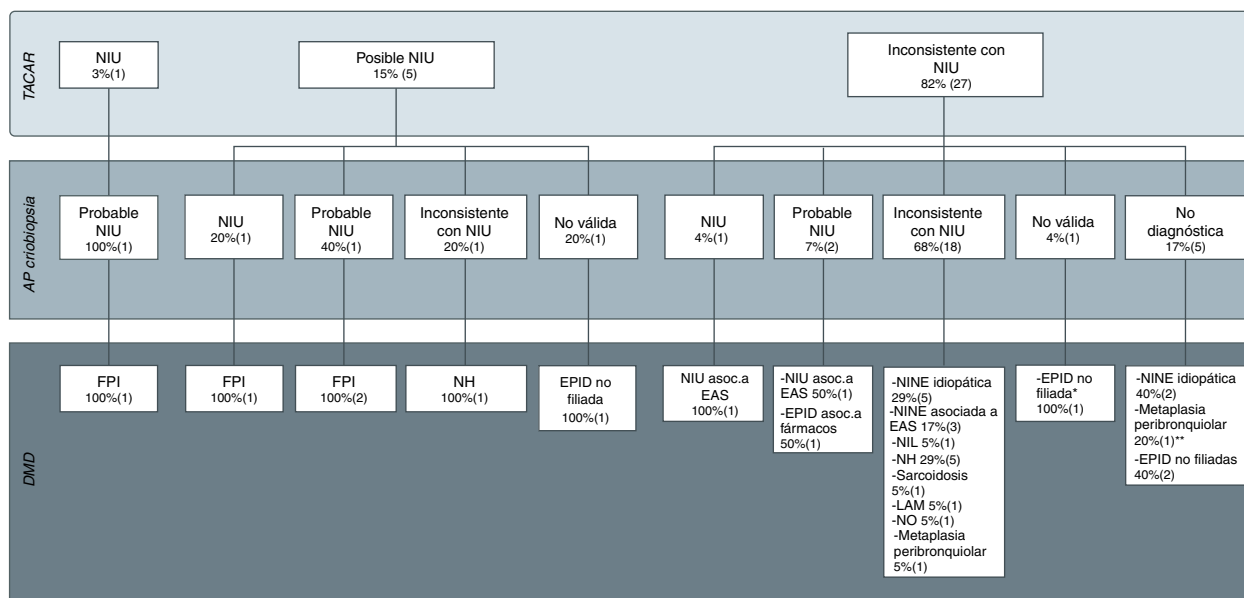 TACAR
NIU
3%(1)
Posible NIU
15% (5)
Inconsistente con
NIU
82% (27)
AP criobiopsia
Probable
NIU
100%(1)
NIU
20%(1)
Probable
NIU
40%(1)
Inconsistente
con NIU
20%(1)
No válida
20%(1)
NIU
4%(1)
Probable
NIU
7%(2)
Inconsistente
con NIU
68%(18)
No válida
4%(1)
No
diagnóstica
17%(5)
DMD
FPI
100%(1)
FPI
100%(1)
FPI
100%(2)
NH
100%(1)
EPID no
filiada
100%(1)
NIU asoc.a
EAS
100%(1)
-NIU asoc.a
EAS 50%(1)
-EPID asoc.a
fármacos
50%(1)
-NINE idiopática
29%(5)
-NINE asociada a
EAS 17%(3)
-NIL 5%(1)
-NH 29%(5)
-Sarcoidosis
5%(1)
-LAM 5%(1)
-NO 5%(1)
-Metaplasia
peribronquiolar
5%(1)
-EPID no
filiada*
100%(1)
-NINE idiopática
40%(2)
-Metaplasia
peribronquiolar
20%(1)**
-EPID no filiadas
40%(2)